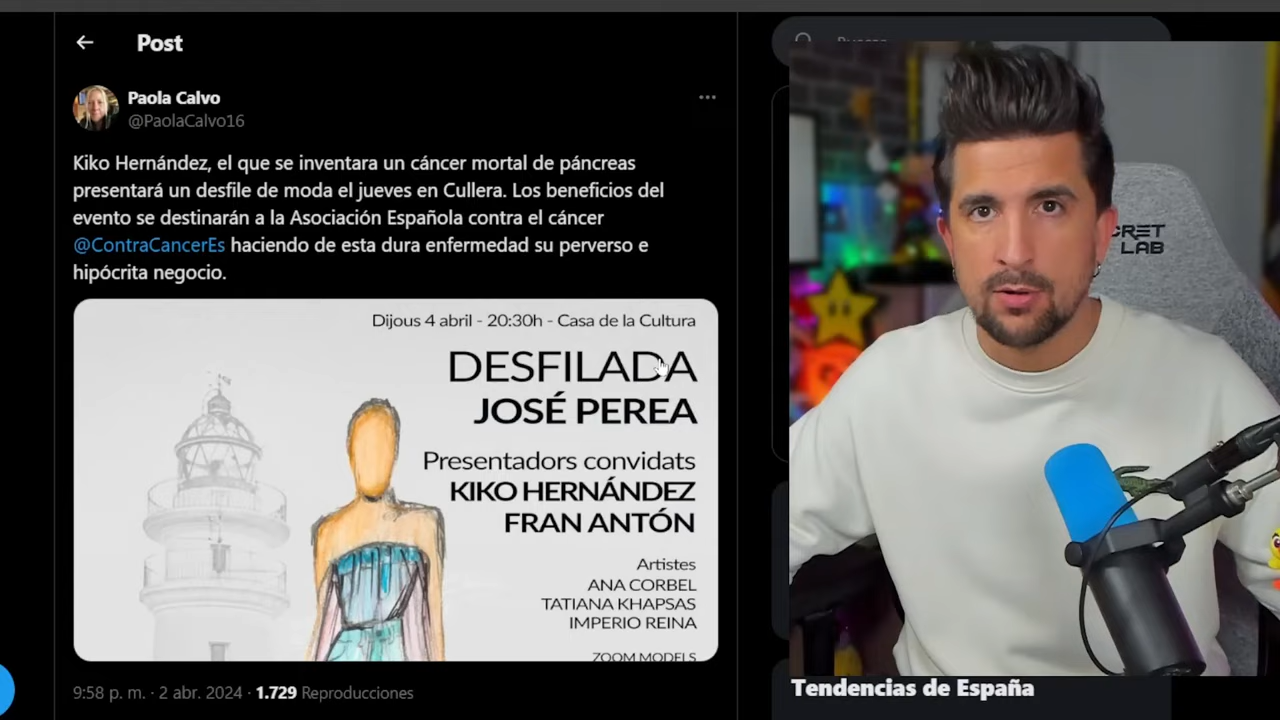 Post
Paola Calvo
@PaolaCalvo16
Kiko Hernández, el que se inventara un cáncer mortal de páncreas
presentará un desfile de moda el jueves en Cullera. Los beneficios del
evento se destinarán a la Asociación Española contra el cáncer
@ContraCancerEs haciendo de esta dura enfermedad su perverso e
hipócrita negocio.
Dijous 4 abril - 20:30h - Casa de la Cultura
DESFILADA
JOSÉ PEREA
Presentadors convidats
KIKO HERNÁNDEZ
FRAN ANTÓN
Artistes
ANA CORBEL
TATIANA KHAPSAS
IMPERIO REINA
ZOOM MODELS
9:58 p. m. · 2 abr. 2024 · 1.729 Reproducciones
CRET
LAB
Tendencias de España